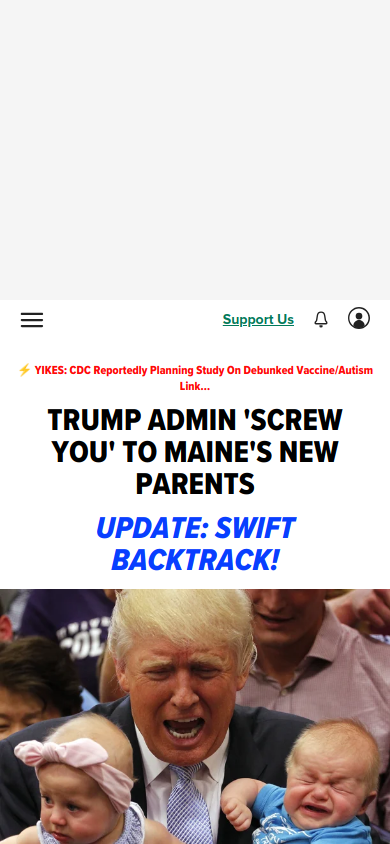 Support Us
⚡ YIKES: CDC Reportedly Planning Study On Debunked Vaccine/Autism
Link...
TRUMP ADMIN 'SCREW
YOU' TO MAINE'S NEW
PARENTS
UPDATE: SWIFT
BACKTRACK!